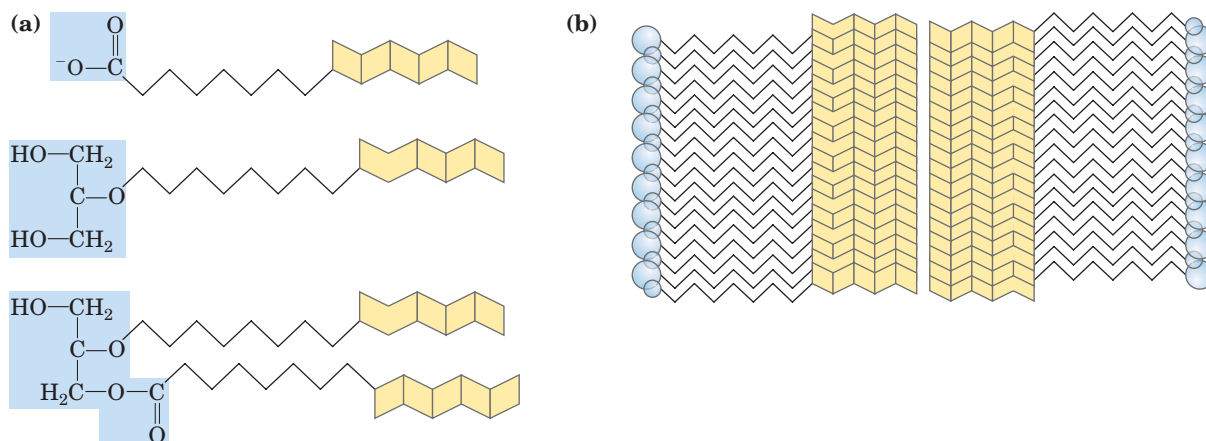 (a)
O
⁻O—C
HO—CH₂
C—O
HO—CH₂
HO—CH₂
C—O
H₂C—O—C
O
(b)